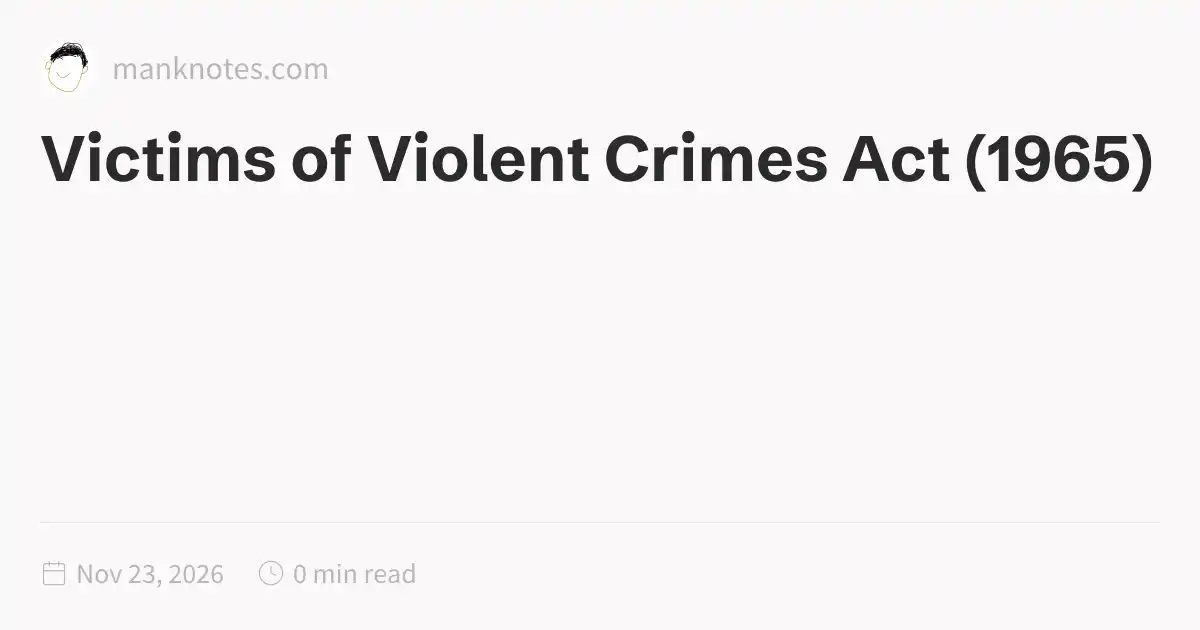 manknotes.com
Victims of Violent Crimes Act (1965)
Nov 23, 2026 0 min read